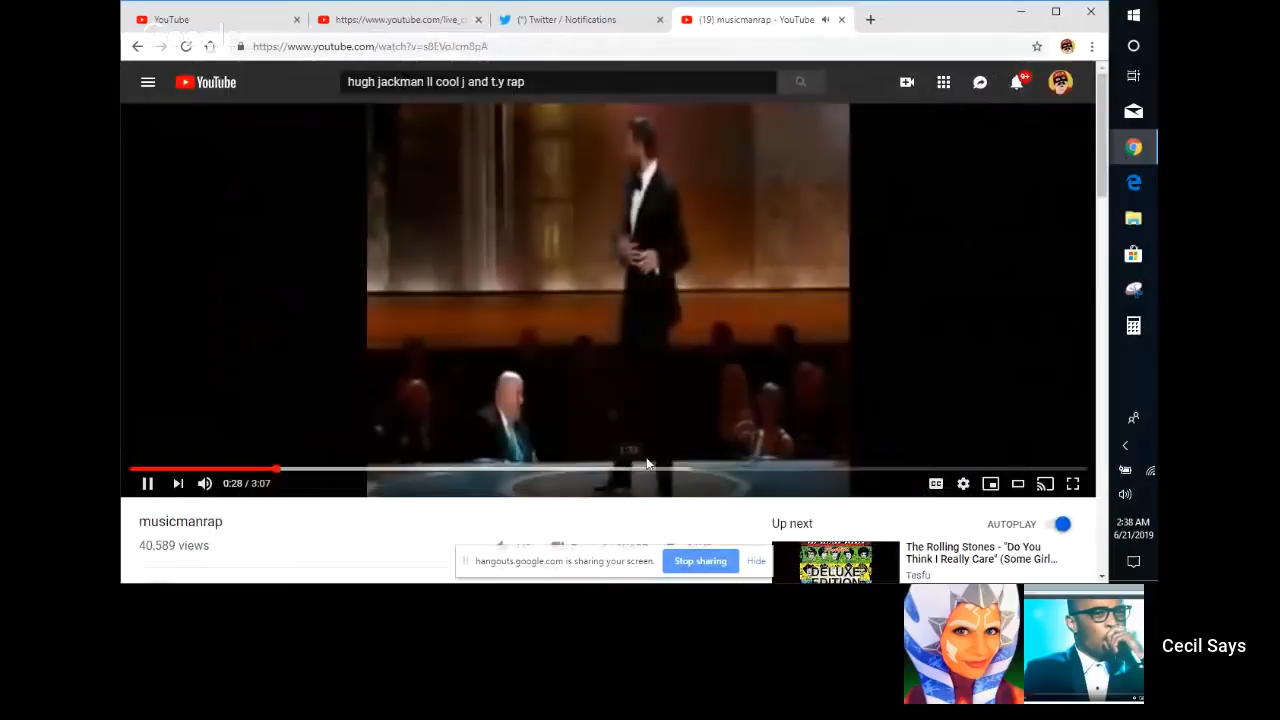 YouTube
https://www.youtube.com/live_c
(*) Twitter / Notifications
(19) musicmanrap - YouTube
Google
https://www.youtube.com/watch?v=s8EVoJcm8pA
YouTube
hugh jackman ll cool j and t.y rap
9+
0:28 / 3:07
CC
musicmanrap
40,589 views
Up next
AUTOPLAY
hangouts.google.com is sharing your screen.
Stop sharing
Hide
DELUXE
EDITION
The Rolling Stones - "Do You
Think I Really Care" (Some Girl...
Tesfu
2:38 AM
6/21/2019
Cecil Says